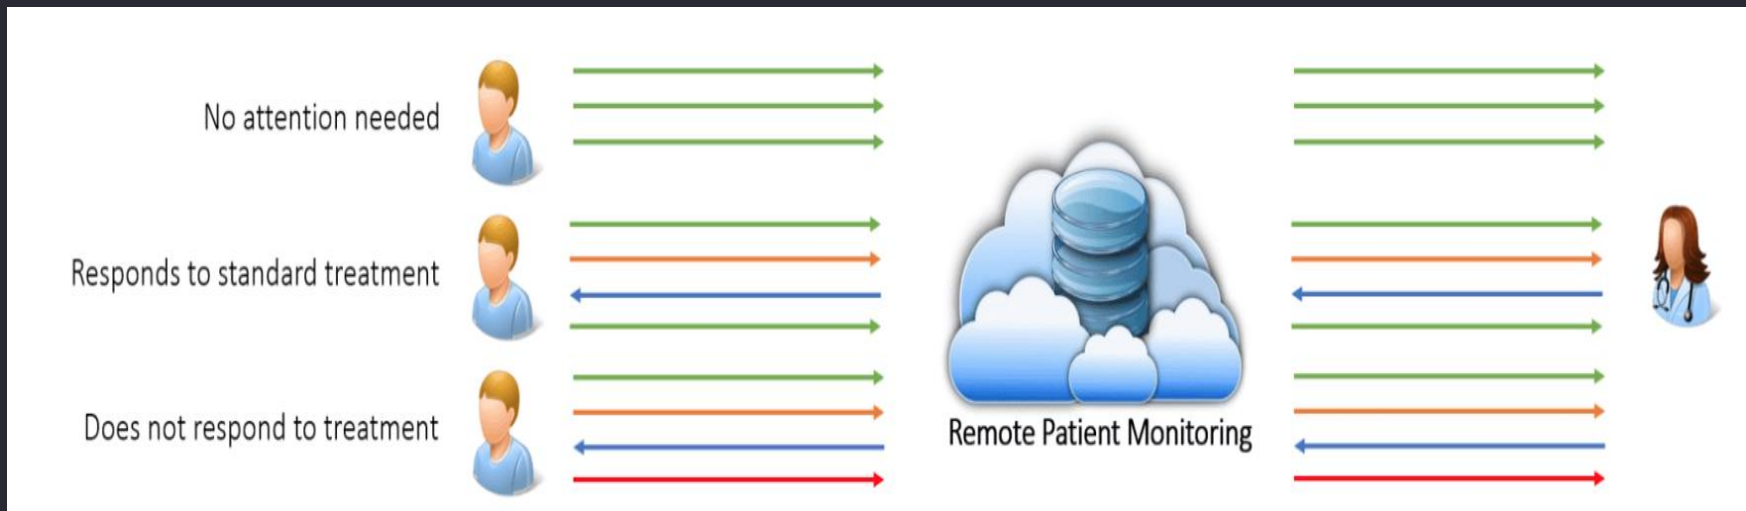 No attention needed
Responds to standard treatment
Does not respond to treatment
Remote Patient Monitoring